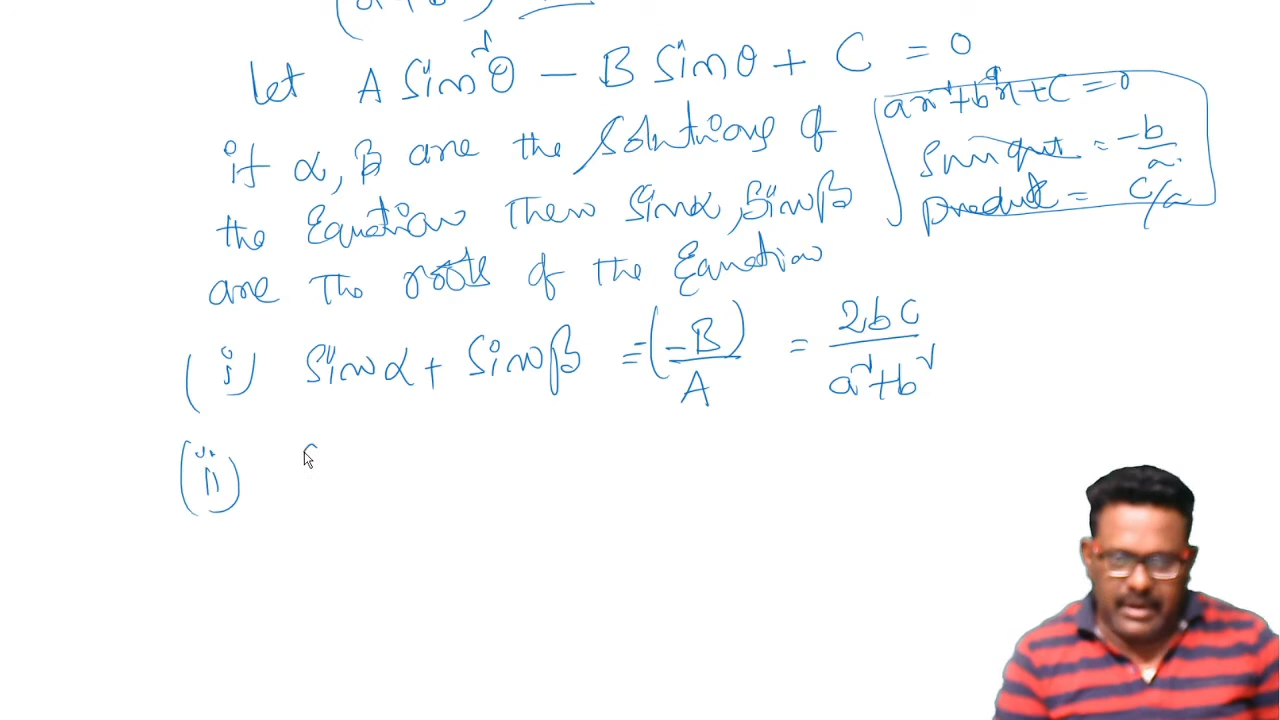 let A Sin²θ − B Sinθ + C = 0
ax²+bx+C=0
if α, β are the solutions of
Sum = -b/a.
the Equation Then Sinα, Sinβ
product = C/a
are The roots of the Equation
(i) Sinα + Sinβ = -(-B)/A = 2bC/(a²+b²)
(ii)